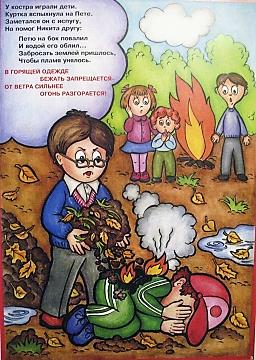 У костра играли дети.
Куртка вспыхнула на Пете.
Заметался он с испугу,
Но помог Никита другу:
Петю на бок повалил
И водой его облил...
Забросать землей пришлось,
Чтобы пламя унялось.
В ГОРЯЩЕЙ ОДЕЖДЕ
БЕЖАТЬ ЗАПРЕЩАЕТСЯ-
ОТ ВЕТРА СИЛЬНЕЕ
ОГОНЬ РАЗГОРАЕТСЯ!